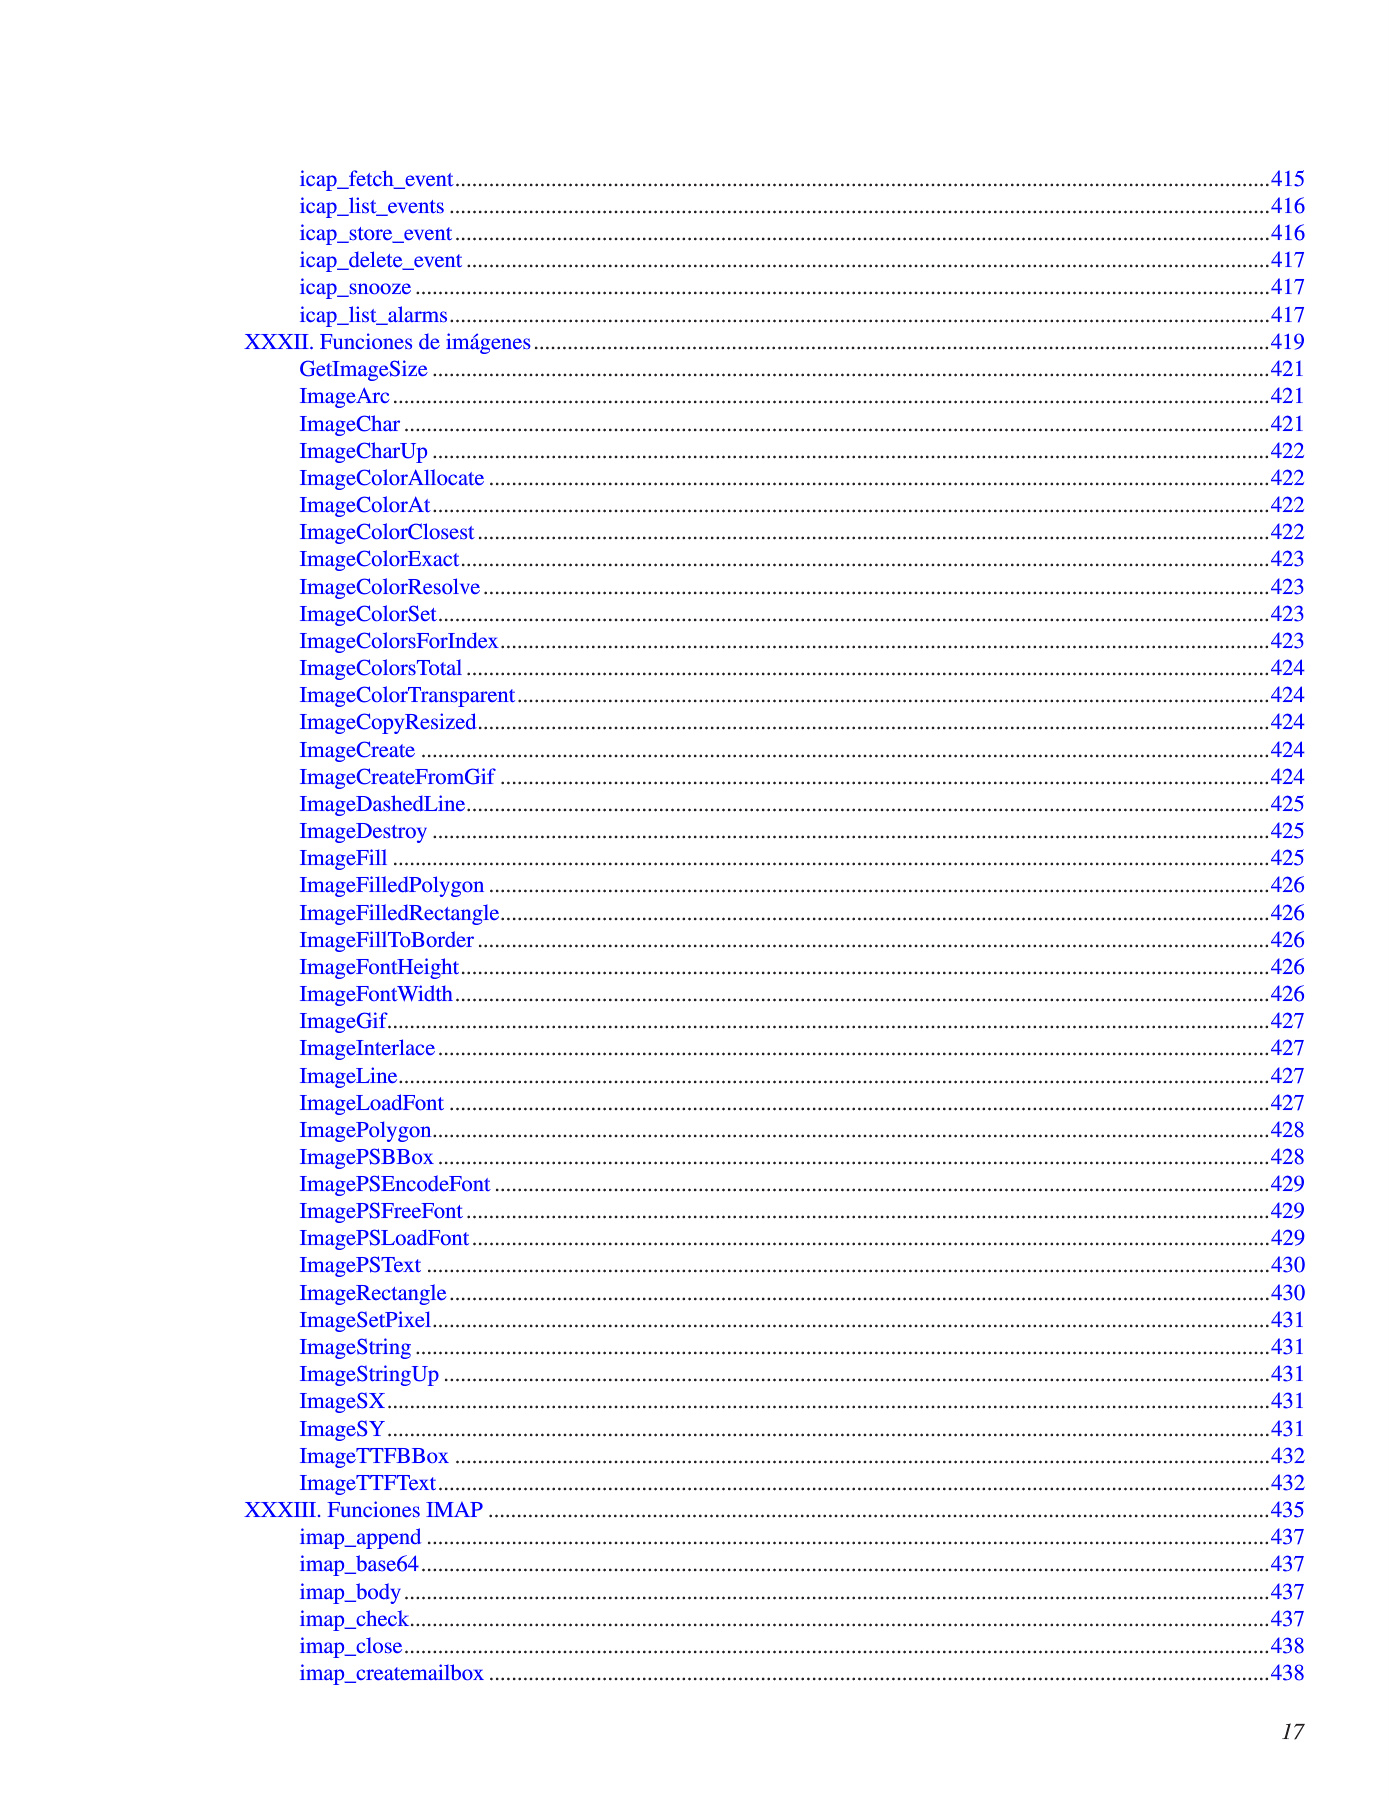 icap_fetch_event....................415
icap_list_events ....................416
icap_store_event....................416
icap_delete_event ....................417
icap_snooze ....................417
icap_list_alarms....................417
XXXII. Funciones de imágenes....................419
GetImageSize ....................421
ImageArc....................421
ImageChar ....................421
ImageCharUp ....................422
ImageColorAllocate ....................422
ImageColorAt....................422
ImageColorClosest....................422
ImageColorExact....................423
ImageColorResolve....................423
ImageColorSet....................423
ImageColorsForIndex....................423
ImageColorsTotal ....................424
ImageColorTransparent....................424
ImageCopyResized....................424
ImageCreate ....................424
ImageCreateFromGif ....................424
ImageDashedLine....................425
ImageDestroy ....................425
ImageFill ....................425
ImageFilledPolygon ....................426
ImageFilledRectangle....................426
ImageFillToBorder ....................426
ImageFontHeight....................426
ImageFontWidth....................426
ImageGif....................427
ImageInterlace....................427
ImageLine....................427
ImageLoadFont ....................427
ImagePolygon....................428
ImagePSBBox ....................428
ImagePSEncodeFont ....................429
ImagePSFreeFont ....................429
ImagePSLoadFont....................429
ImagePSText ....................430
ImageRectangle....................430
ImageSetPixel....................431
ImageString ....................431
ImageStringUp ....................431
ImageSX....................431
ImageSY....................431
ImageTTFBBox ....................432
ImageTTFText....................432
XXXIII. Funciones IMAP ....................435
imap_append ....................437
imap_base64....................437
imap_body....................437
imap_check....................437
imap_close....................438
imap_createmailbox ....................438
17